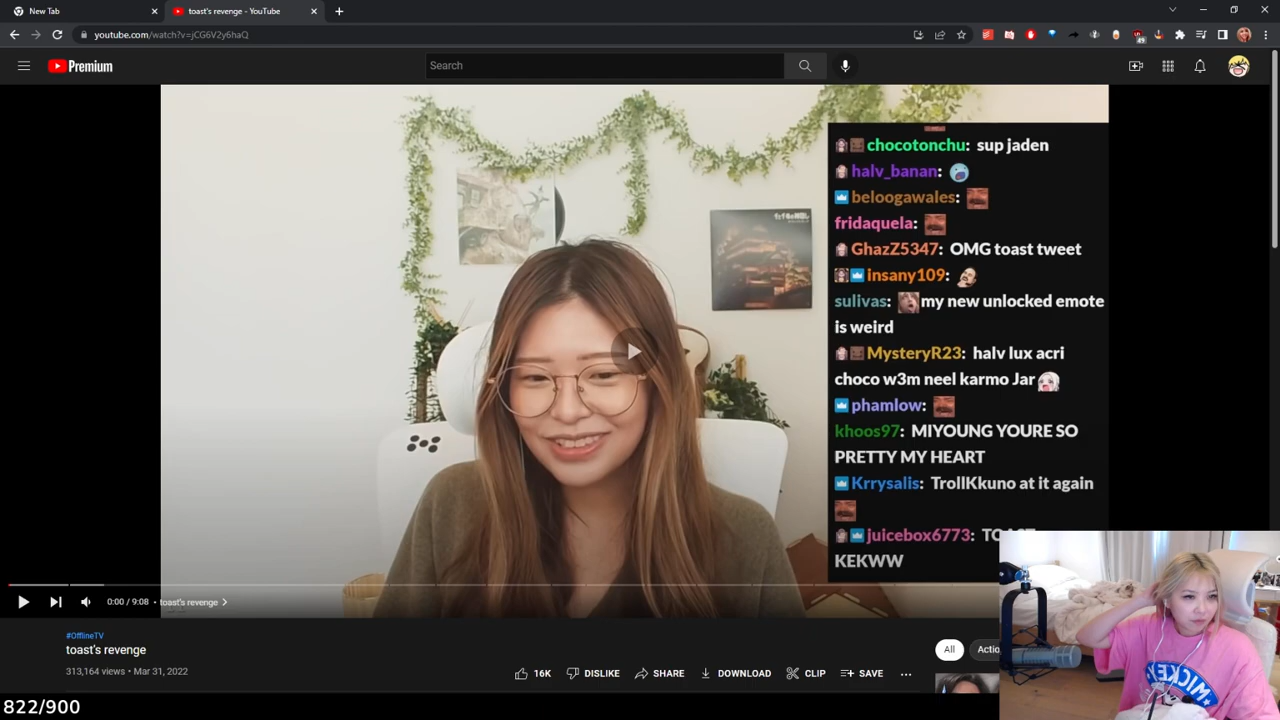 New Tab
toast's revenge - YouTube
youtube.com/watch?v=jCG6V2y6haQ
49
Premium
Search
chocotonchu: sup jaden
halv_banan:
beloogawales:
fridaquela:
GhazZ5347: OMG toast tweet
insany109:
sulivas: my new unlocked emote
is weird
MysteryR23: halv lux acri
choco w3m neel karmo Jar
phamlow:
khoos97: MIYOUNG YOURE SO
PRETTY MY HEART
Krrysalis: TrollKkuno at it again
juicebox6773:
KEKWW
0:00 / 9:08 • toast's revenge
#OfflineTV
toast's revenge
313,164 views • Mar 31, 2022
16K
DISLIKE
SHARE
DOWNLOAD
CLIP
SAVE
All
822/900